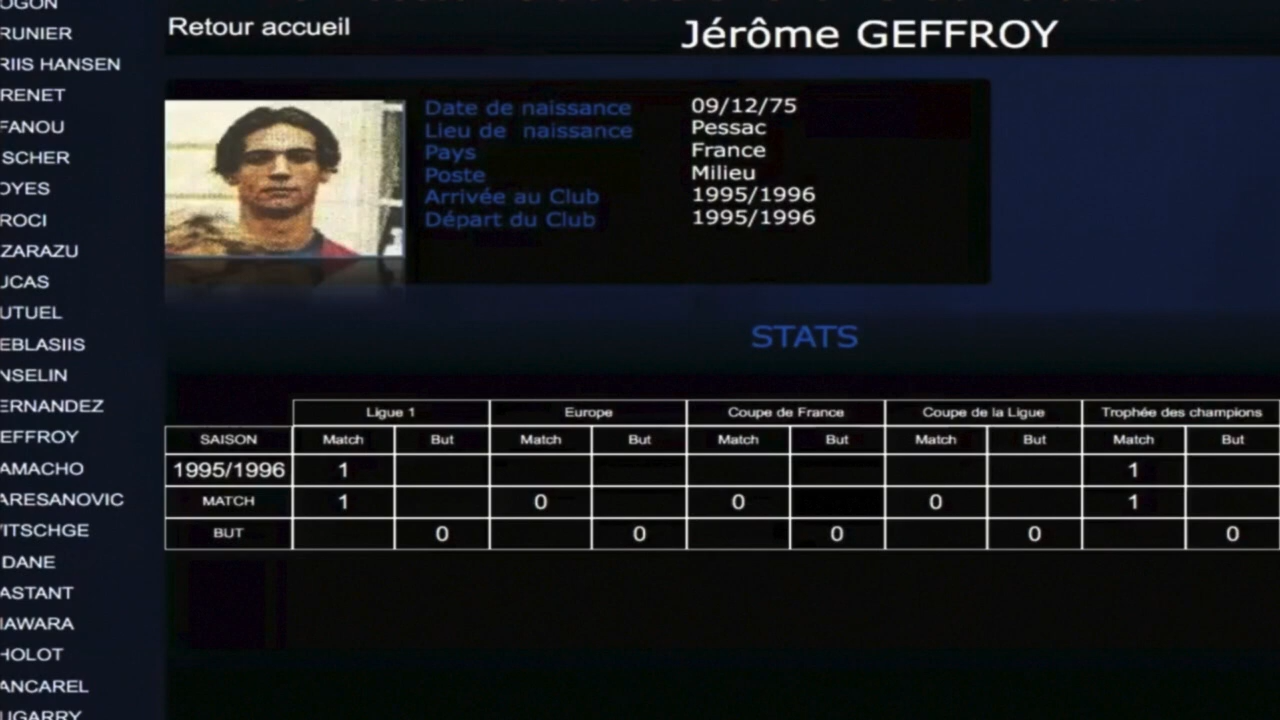 RUNIER
RIIS HANSEN
RENET
FANOU
SCHER
OYES
ROCI
ZARAZU
UCAS
UTUEL
EBLASIIS
NSELIN
ERNANDEZ
EFFROY
AMACHO
ARESANOVIC
ITSCHGE
DANE
ASTANT
IAWARA
HOLOT
ANCAREL
UGARRY
Retour accueil
Jérôme GEFFROY
Date de naissance 09/12/75
Lieu de naissance Pessac
Pays France
Poste Milieu
Arrivée au Club 1995/1996
Départ du Club 1995/1996
STATS
Ligue 1 Europe Coupe de France Coupe de la Ligue Trophée des champions
SAISON Match But Match But Match But Match But Match But
1995/1996 1 1
MATCH 1 0 0 0 1
BUT 0 0 0 0 0